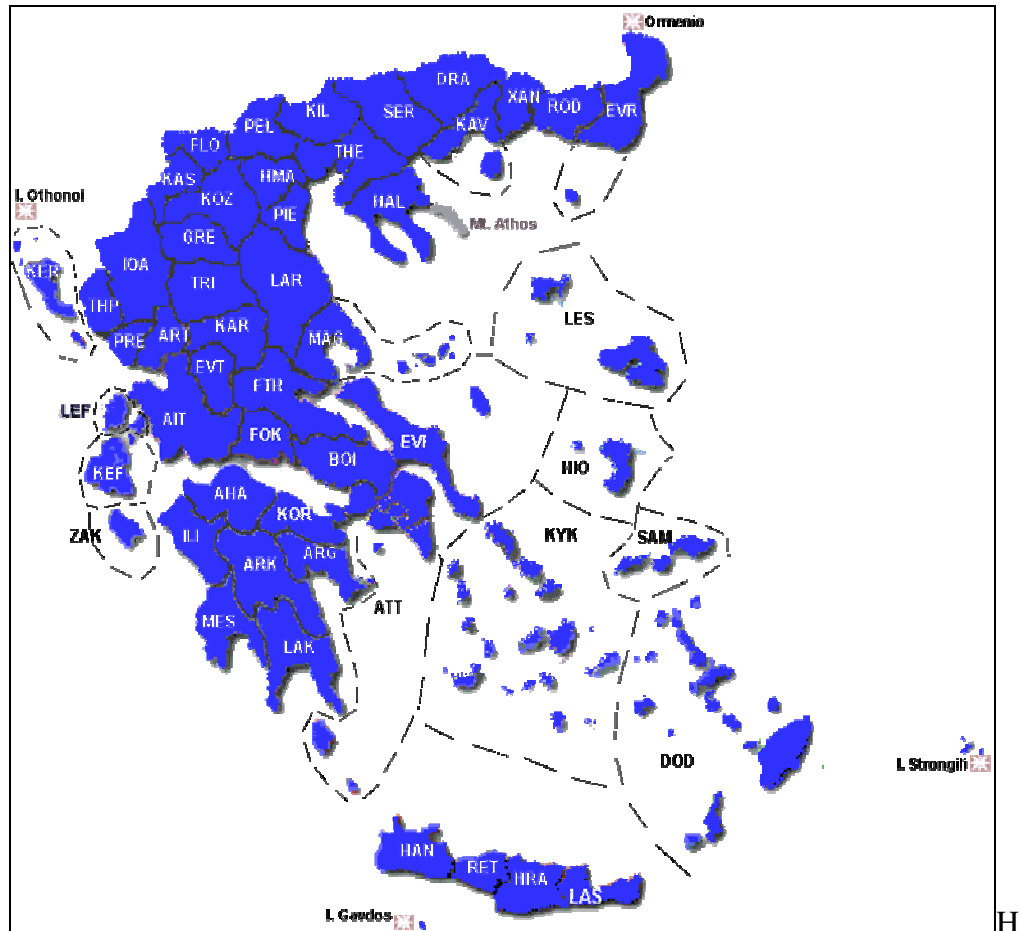 Ormenio
DRA
XAN
KIL
SER
ROD
EVR
PEL
KAV
FLO
THE
KAS
HMA
I. Othonoi
KOZ
HAL
PIE
Mt. Athos
GRE
IOA
KER
TRI
LAR
THP
LES
KAR
ART
PRE
MAG
EVT
FTR
LEF
AIT
FOK
EVI
BOI
HIO
KEF
AHA
KOR
ZAK
ILI
KYK
SAM
ARG
ARK
ATT
MES
LAK
DOD
I. Strongili
HAN
RET
HRA
LAS
I. Gavdos
H